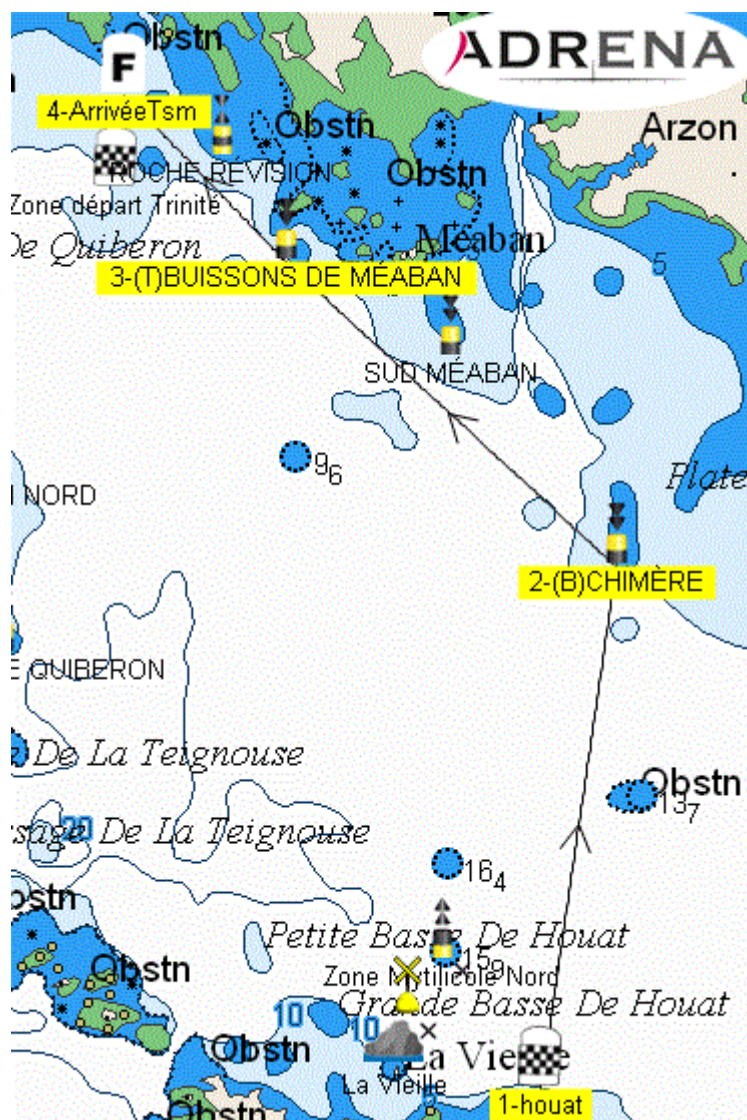 Obstn
ADRENA
F
4-ArrivéeTsm
Obstn
Arzon
ROCHE REVISION
Obstn
Zone départ Trinité
De Quiberon
Méaban
3-(T)BUISSONS DE MÉABAN
5
SUD MÉABAN
9₆
NORD
Plate
2-(B)CHIMÈRE
E QUIBERON
De La Teignouse
Obstn
13₇
20
ssage De La Teignouse
16₄
Obstn
Petite Basse De Houat
Obstn
15₉
Zone Mytilicole Nord
Grande Basse De Houat
10
10
Obstn
La Vieille
La Vieille
5
1-houat
Obstn